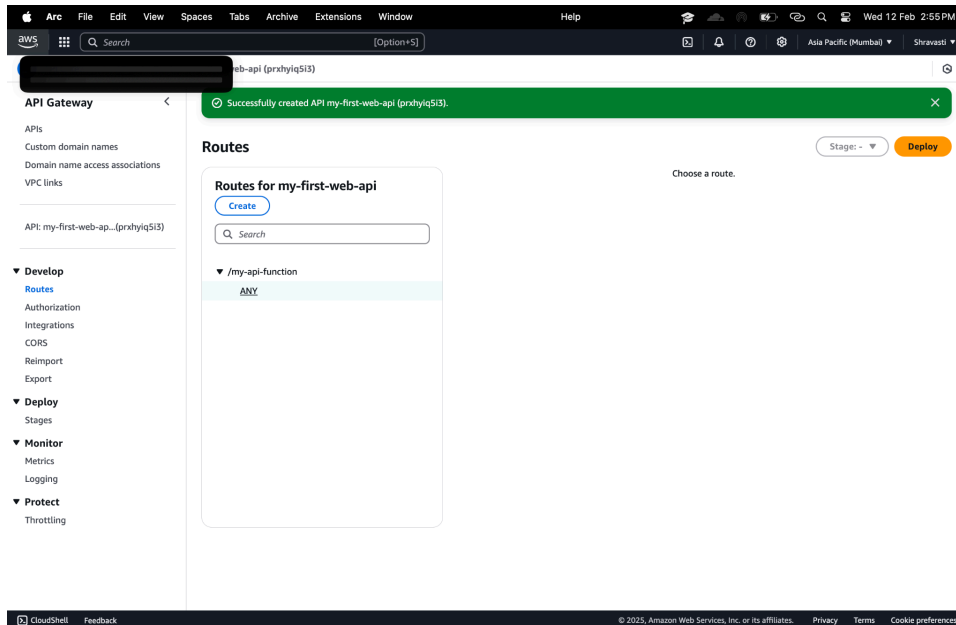 Arc File Edit View Spaces Tabs Archive Extensions Window Help Wed 12 Feb 2:55PM
aws Search [Option+S] Asia Pacific (Mumbai) ▼ Shravasti ▼
eb-api (prxhyiq5i3)
API Gateway
Successfully created API my-first-web-api (prxhyiq5i3).
APIs
Custom domain names
Domain name access associations
VPC links
API: my-first-web-ap...(prxhyiq5i3)
Develop
Routes
Authorization
Integrations
CORS
Reimport
Export
Deploy
Stages
Monitor
Metrics
Logging
Protect
Throttling
Routes
Stage: - ▼ Deploy
Routes for my-first-web-api
Create
Search
/my-api-function
ANY
Choose a route.
CloudShell Feedback © 2025, Amazon Web Services, Inc. or its affiliates. Privacy Terms Cookie preferences